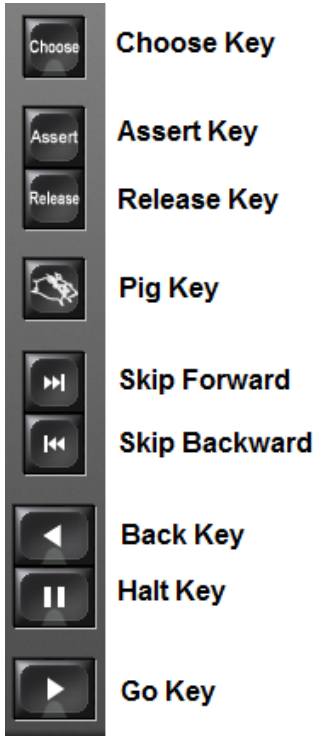 Choose Choose Key
Assert Assert Key
Release Release Key
Pig Key
Skip Forward
Skip Backward
Back Key
Halt Key
Go Key